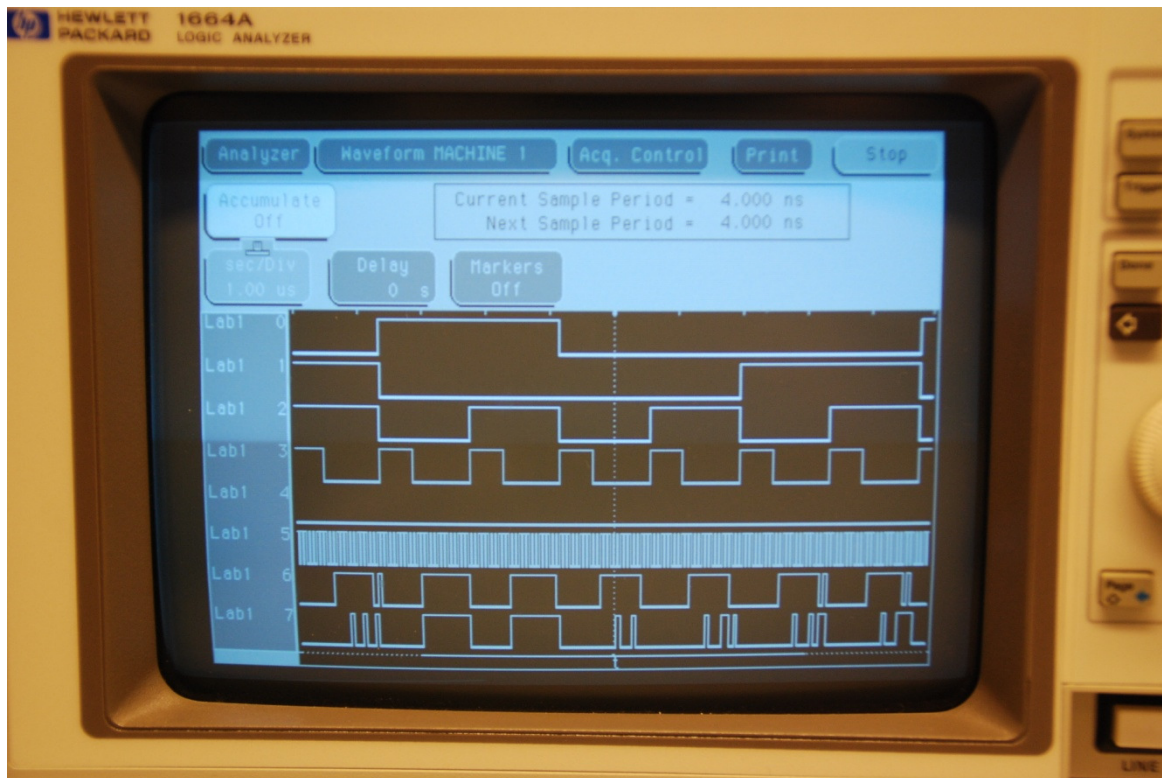 hp HEWLETT PACKARD 1664A LOGIC ANALYZER
Analyzer Waveform MACHINE 1 Acq. Control Print Stop
Accumulate Off
Current Sample Period = 4.000 ns
Next Sample Period = 4.000 ns
sec/Div 1.00 us
Delay 0 s
Markers Off
Lab1 0
Lab1 1
Lab1 2
Lab1 3
Lab1 4
Lab1 5
Lab1 6
Lab1 7
t
Page
LINE